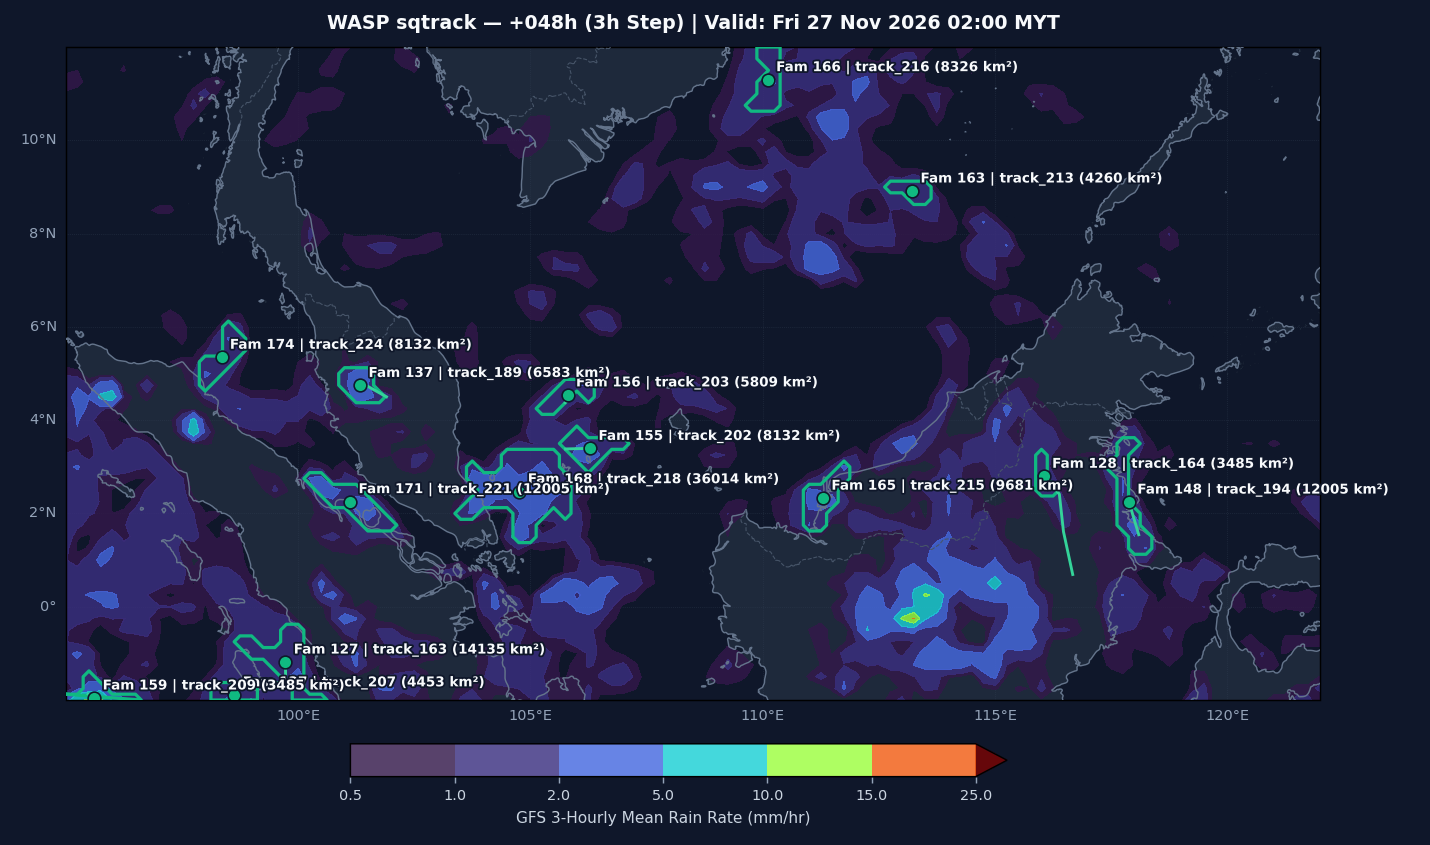 WASP sqtrack — +048h (3h Step) | Valid: Fri 27 Nov 2026 02:00 MYT
Fam 166 | track_216 (8326 km²)
10°N
Fam 163 | track_213 (4260 km²)
8°N
6°N
Fam 174 | track_224 (8132 km²)
Fam 137 | track_189 (6583 km²)
Fam 156 | track_203 (5809 km²)
4°N
Fam 155 | track_202 (8132 km²)
Fam 128 | track_164 (3485 km²)
Fam 168 | track_218 (36014 km²)
Fam 165 | track_215 (9681 km²)
Fam 171 | track_221 (12005 km²)
Fam 148 | track_194 (12005 km²)
2°N
0°
Fam 127 | track_163 (14135 km²)
Fam 159 | track_209 (3485 km²)
track_207 (4453 km²)
100°E
105°E
110°E
115°E
120°E
0.5
1.0
2.0
5.0
10.0
15.0
25.0
GFS 3-Hourly Mean Rain Rate (mm/hr)